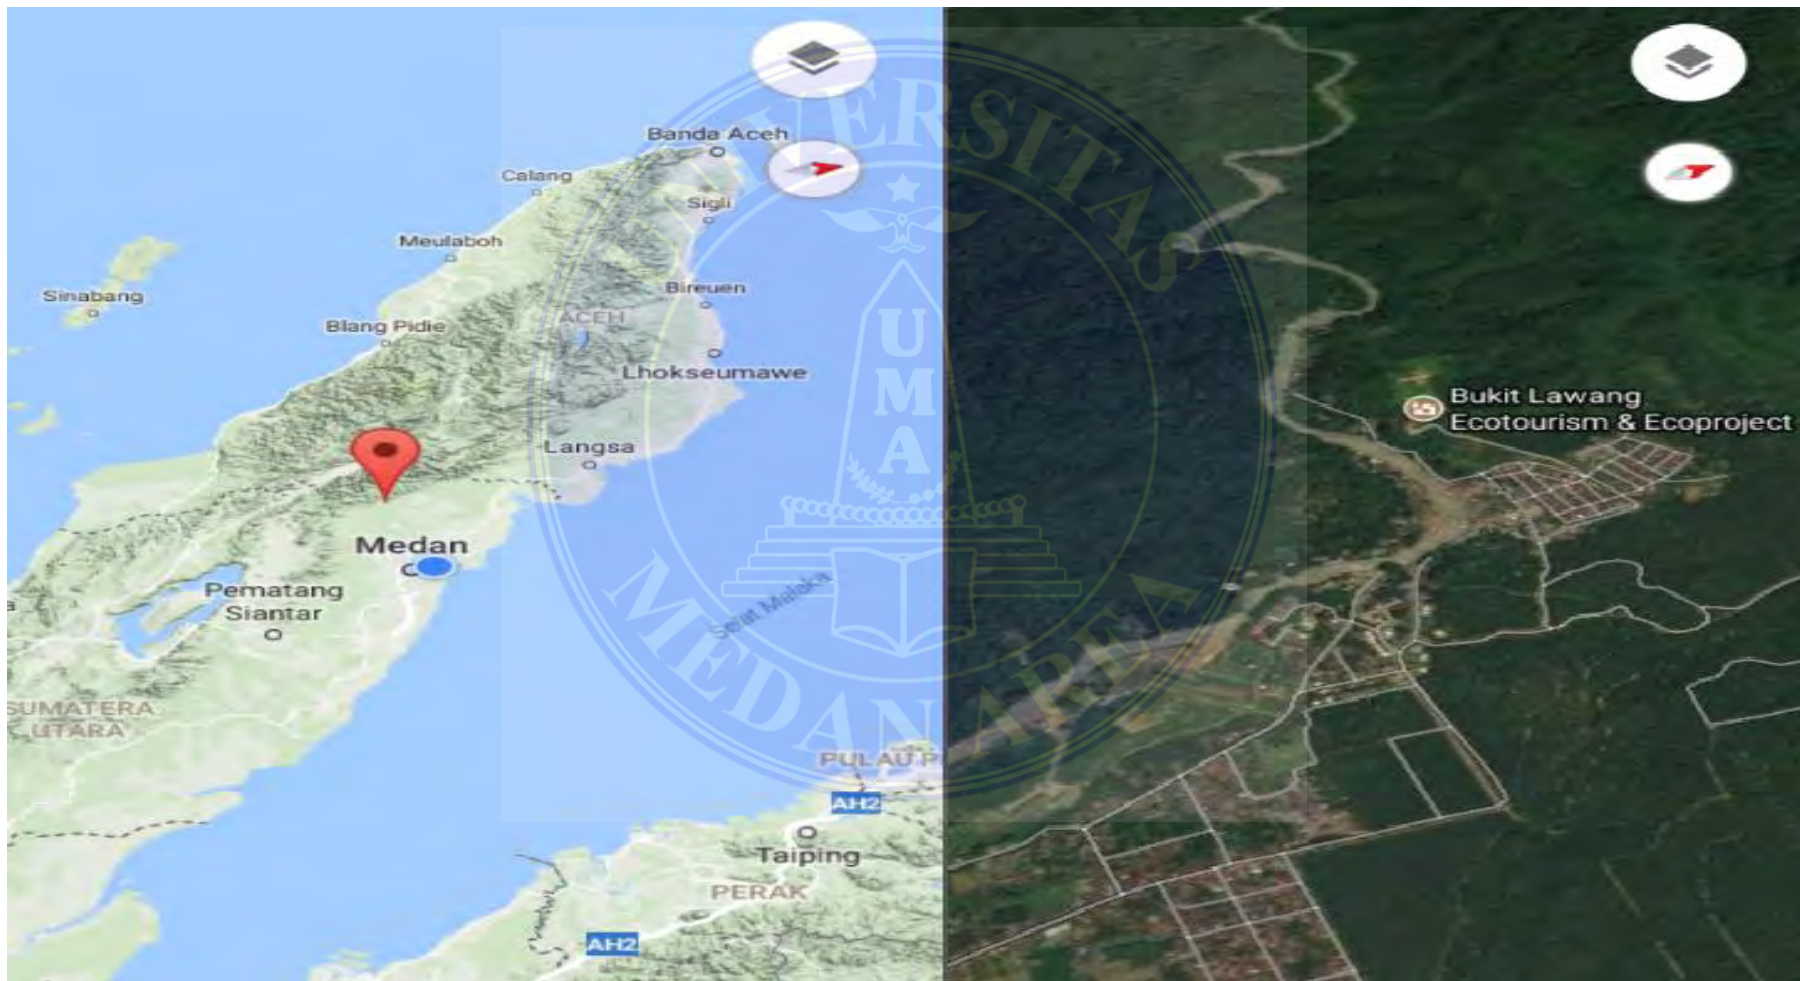 Banda Aceh
Calang
Sigli
Meulaboh
Bireuen
Sinabang
ACEH
Blang Pidie
Lhokseumawe
Langsa
Medan
Pematang
Siantar
Selat Malaka
SUMATERA
UTARA
PULAU P
AH2
Taiping
PERAK
AH2
Bukit Lawang
Ecotourism & Ecoproject
UNIVERSITAS
UMA
MEDAN AREA